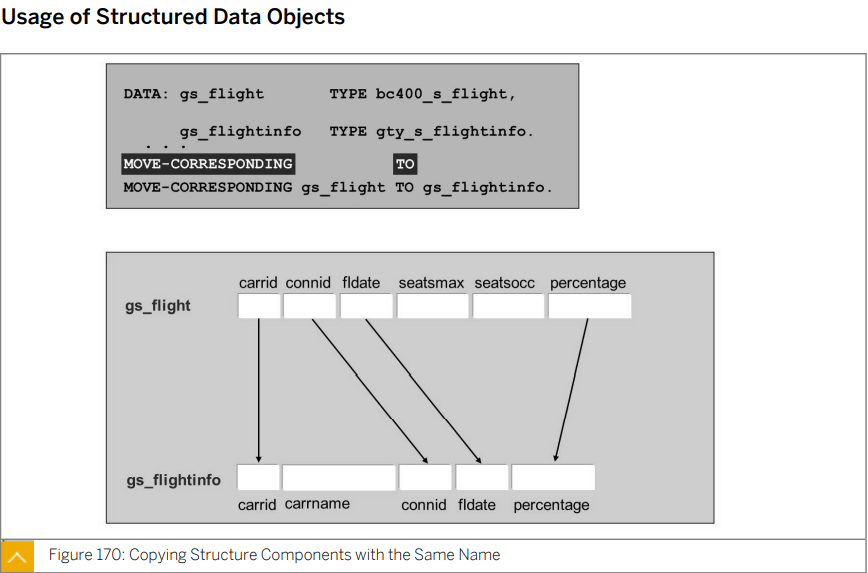 Usage of Structured Data Objects
DATA: gs_flight TYPE bc400_s_flight,
gs_flightinfo TYPE gty_s_flightinfo.
. . .
MOVE-CORRESPONDING TO
MOVE-CORRESPONDING gs_flight TO gs_flightinfo.
carrid connid fldate seatsmax seatsocc percentage
gs_flight
gs_flightinfo
carrid carrname connid fldate percentage
Figure 170: Copying Structure Components with the Same Name